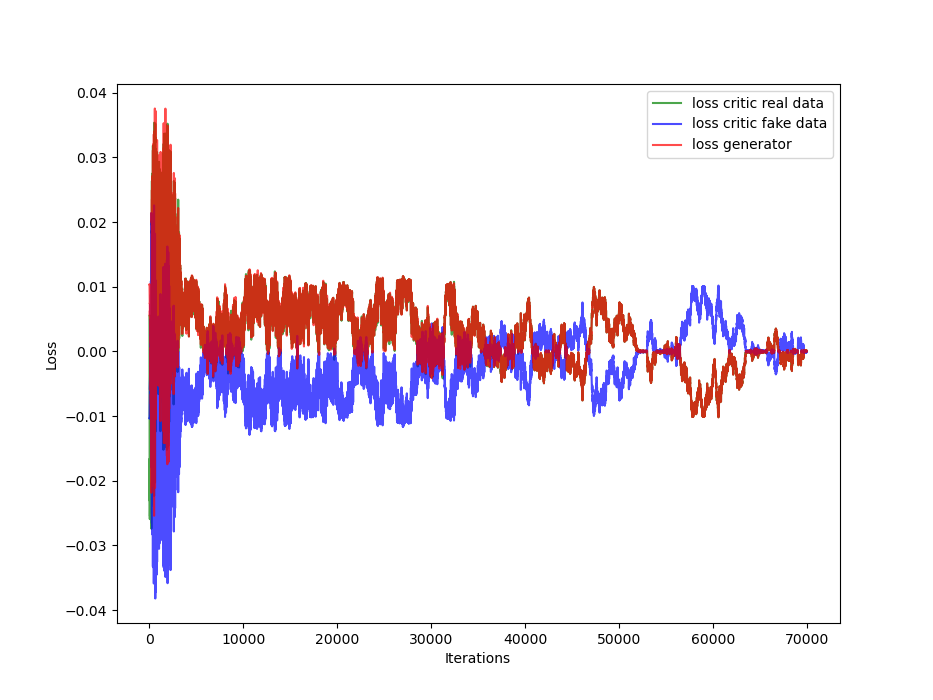 0.04
0.03
0.02
0.01
0.00
−0.01
−0.02
−0.03
−0.04
Loss
0 10000 20000 30000 40000 50000 60000 70000
Iterations
loss critic real data
loss critic fake data
loss generator